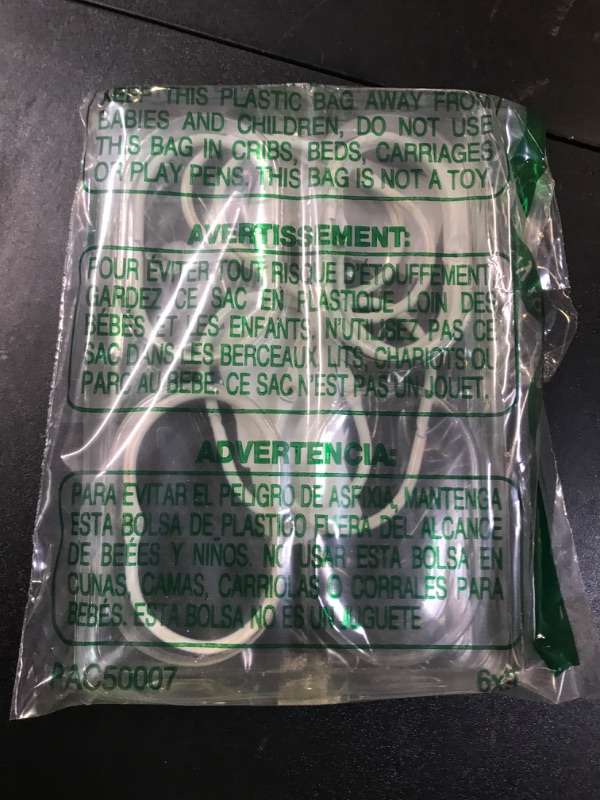 KEEP THIS PLASTIC BAG AWAY FROM
BABIES AND CHILDREN, DO NOT USE
THIS BAG IN CRIBS, BEDS, CARRIAGES
OR PLAY PENS. THIS BAG IS NOT A TOY
AVERTISSEMENT:
POUR ÉVITER TOUT RISQUE D'ÉTOUFFEMENT
GARDEZ CE SAC EN PLASTIQUE LOIN DES
BÉBÉS ET LES ENFANTS N'UTILISEZ PAS CE
SAC DANS LES BERCEAUX, LITS, CHARIOTS OU
PARC AU BEBE. CE SAC N'EST PAS UN JOUET.
ADVERTENCIA:
PARA EVITAR EL PELIGRO DE ASFIXIA, MANTENGA
ESTA BOLSA DE PLASTICO FUERA DEL ALCANCE
DE BEBÉS Y NIÑOS. NO USAR ESTA BOLSA EN
CUNAS, CAMAS, CARRIOLAS O CORRALES PARA
BEBÉS. ESTA BOLSA NO ES UN JUGUETE
PAC50007
6x9